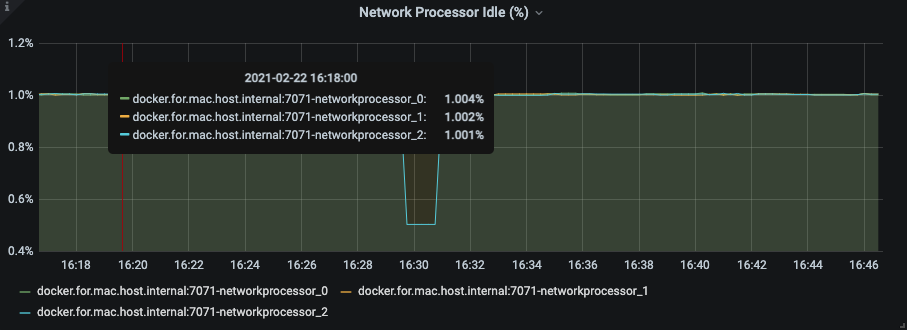 i
Network Processor Idle (%)
1.2%
2021-02-22 16:18:00
1.0%
docker.for.mac.host.internal:7071-networkprocessor_0: 1.004%
docker.for.mac.host.internal:7071-networkprocessor_1: 1.002%
docker.for.mac.host.internal:7071-networkprocessor_2: 1.001%
0.8%
0.6%
0.4%
16:18 16:20 16:22 16:24 16:26 16:28 16:30 16:32 16:34 16:36 16:38 16:40 16:42 16:44 16:46
docker.for.mac.host.internal:7071-networkprocessor_0 docker.for.mac.host.internal:7071-networkprocessor_1
docker.for.mac.host.internal:7071-networkprocessor_2